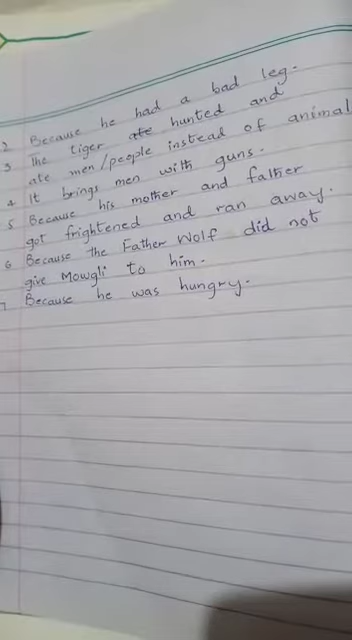 2 Because he had a bad leg.
3 The tiger ate hunted and
ate men/people instead of animal
4 It brings men with guns.
5 Because his mother and father
got frightened and ran away.
6 Because the Father Wolf did not
give Mowgli to him.
7 Because he was hungry.